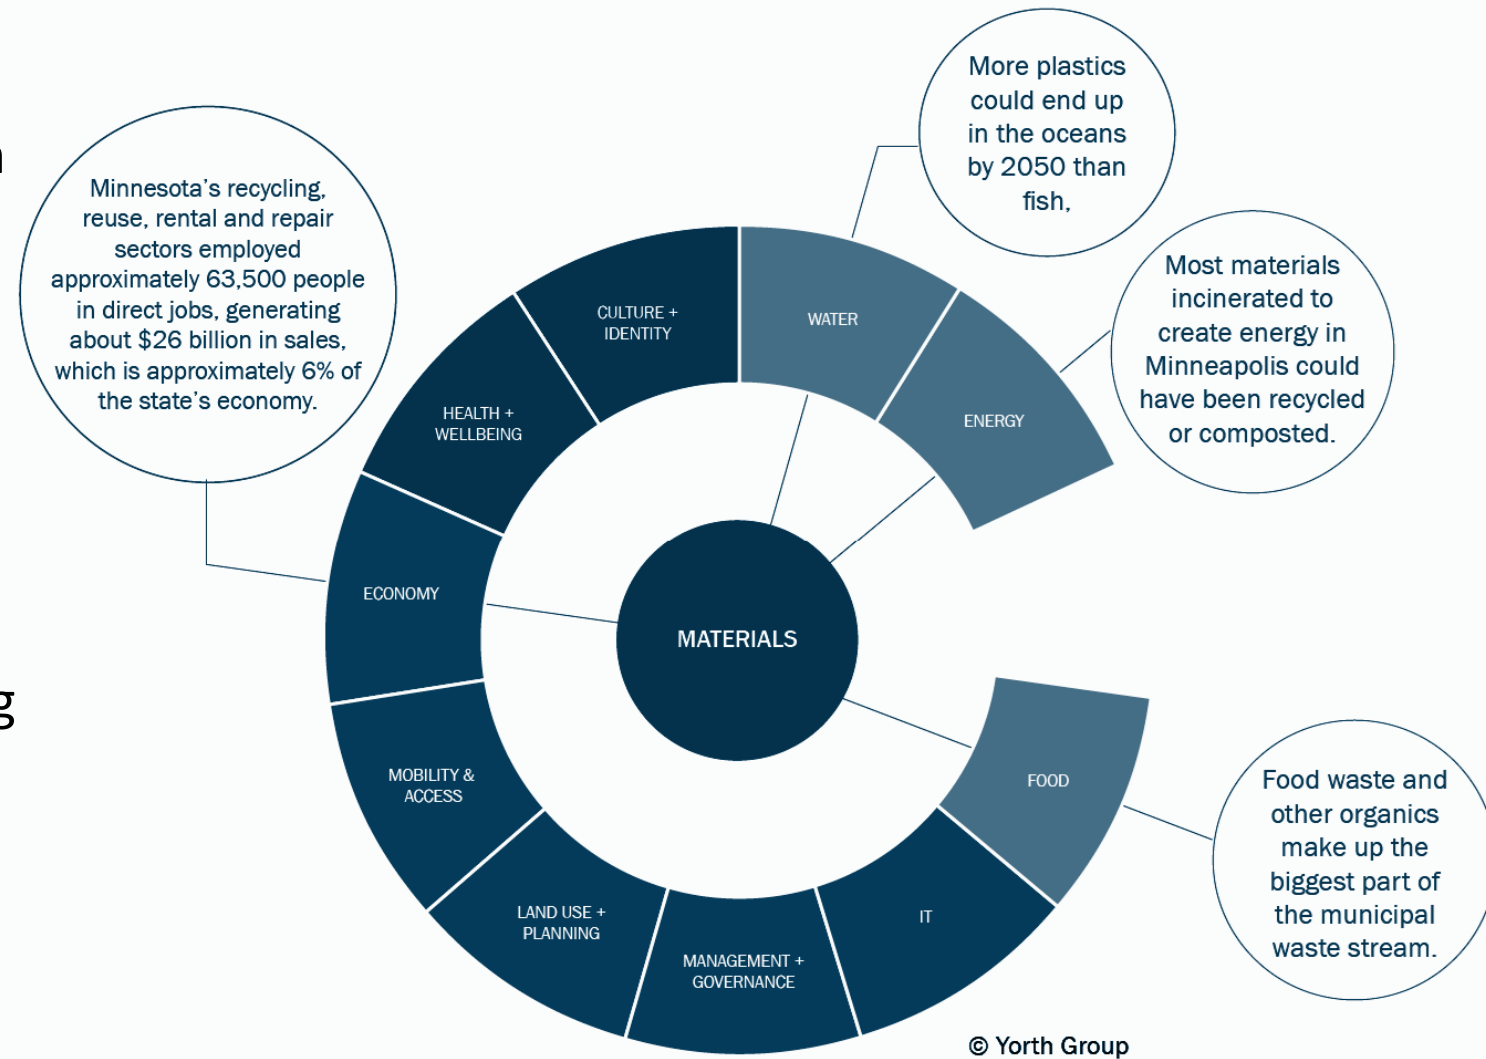 More plastics
could end up
in the oceans
by 2050 than
fish,
Minnesota's recycling,
reuse, rental and repair
sectors employed
approximately 63,500 people
in direct jobs, generating
about $26 billion in sales,
which is approximately 6% of
the state's economy.
Most materials
incinerated to
create energy in
Minneapolis could
have been recycled
or composted.
CULTURE +
IDENTITY
WATER
HEALTH +
WELLBEING
ENERGY
ECONOMY
MATERIALS
MOBILITY &
ACCESS
FOOD
Food waste and
other organics
make up the
biggest part of
the municipal
waste stream.
LAND USE +
PLANNING
IT
MANAGEMENT +
GOVERNANCE
© Yorth Group